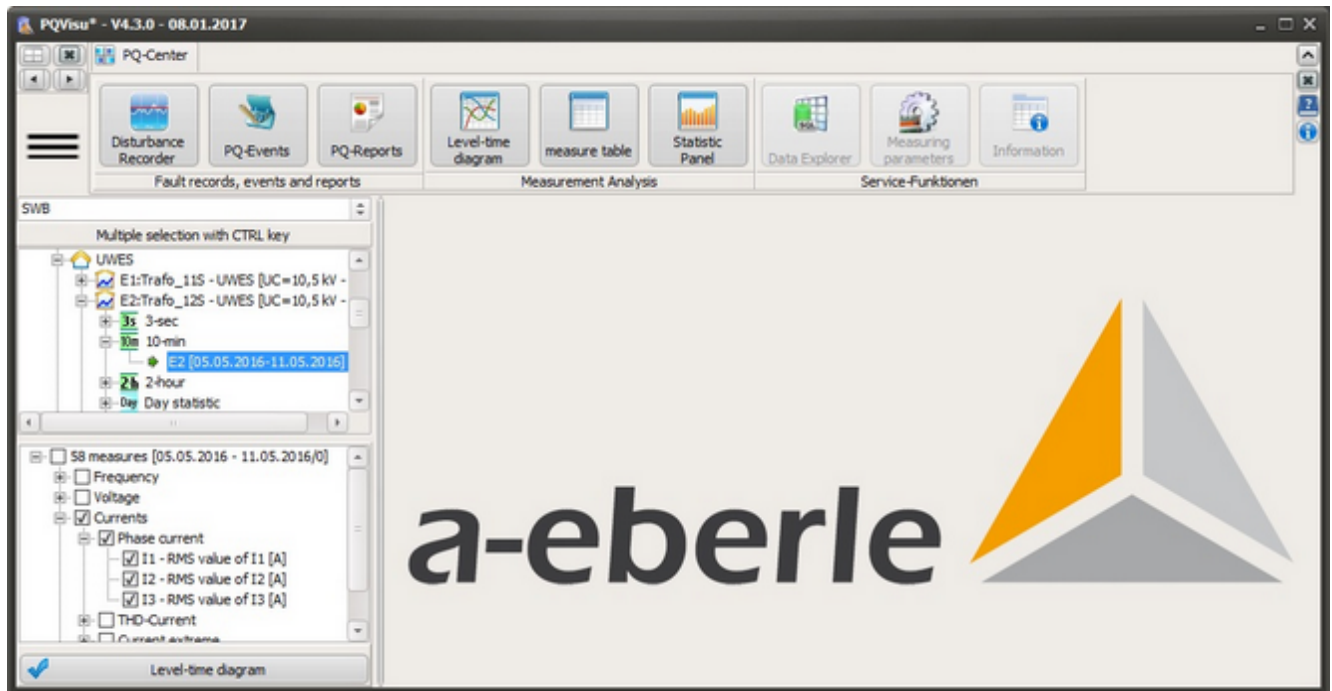 PQVisu® - V4.3.0 - 08.01.2017
PQ-Center
Disturbance
Recorder
PQ-Events
PQ-Reports
Level-time
diagram
measure table
Statistic
Panel
SQL
Data Explorer
Measuring
parameters
Information
Fault records, events and reports
Measurement Analysis
Service-Funktionen
SWB
Multiple selection with CTRL key
UWES
E1:Trafo_11S - UWES [UC=10,5 kV -
E2:Trafo_12S - UWES [UC=10,5 kV -
3s 3-sec
10m 10-min
E2 [05.05.2016-11.05.2016]
2h 2-hour
Day Day statistic
58 measures [05.05.2016 - 11.05.2016/0]
Frequency
Voltage
Currents
Phase current
I1 - RMS value of I1 [A]
I2 - RMS value of I2 [A]
I3 - RMS value of I3 [A]
THD-Current
Current extreme
Level-time diagram
a-eberle